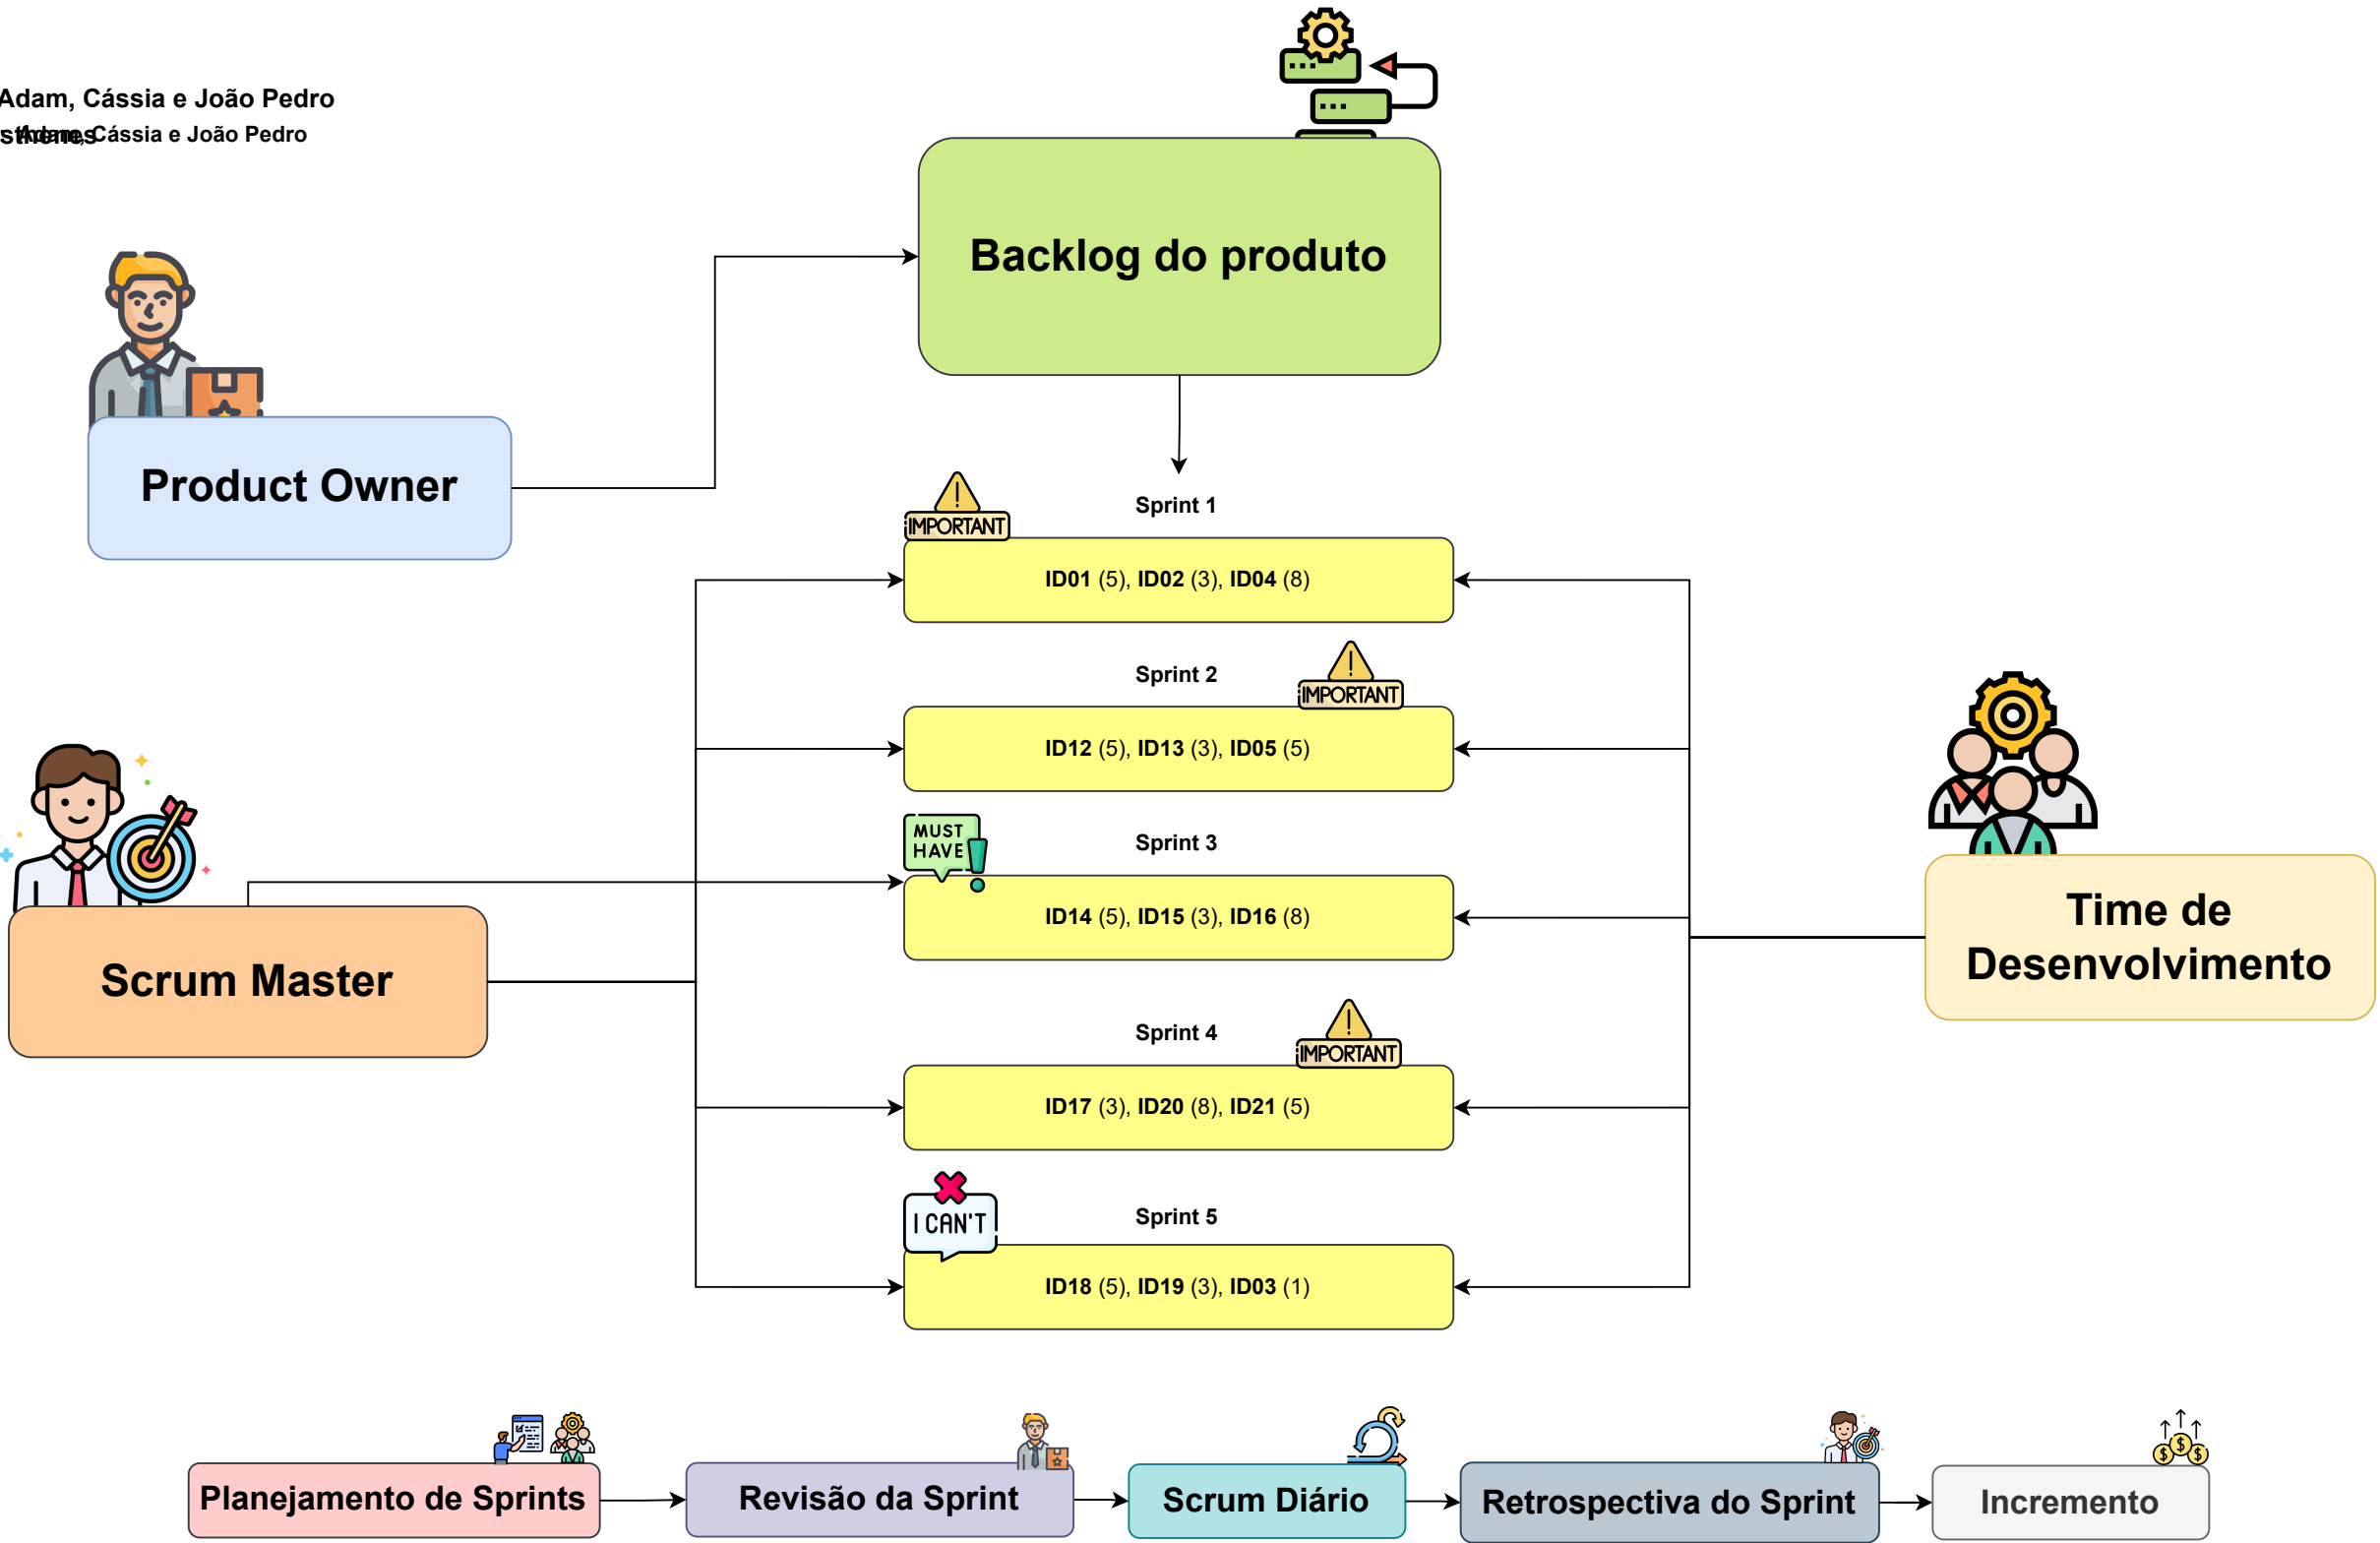 Adam, Cássia e João Pedro
Cássia e João Pedro
Backlog do produto
Product Owner
Sprint 1
IMPORTANT
ID01 (5), ID02 (3), ID04 (8)
Sprint 2
IMPORTANT
ID12 (5), ID13 (3), ID05 (5)
MUST
HAVE
Sprint 3
ID14 (5), ID15 (3), ID16 (8)
Scrum Master
Time de
Desenvolvimento
Sprint 4
IMPORTANT
ID17 (3), ID20 (8), ID21 (5)
I CAN'T
Sprint 5
ID18 (5), ID19 (3), ID03 (1)
Planejamento de Sprints
Revisão da Sprint
Scrum Diário
Retrospectiva do Sprint
Incremento